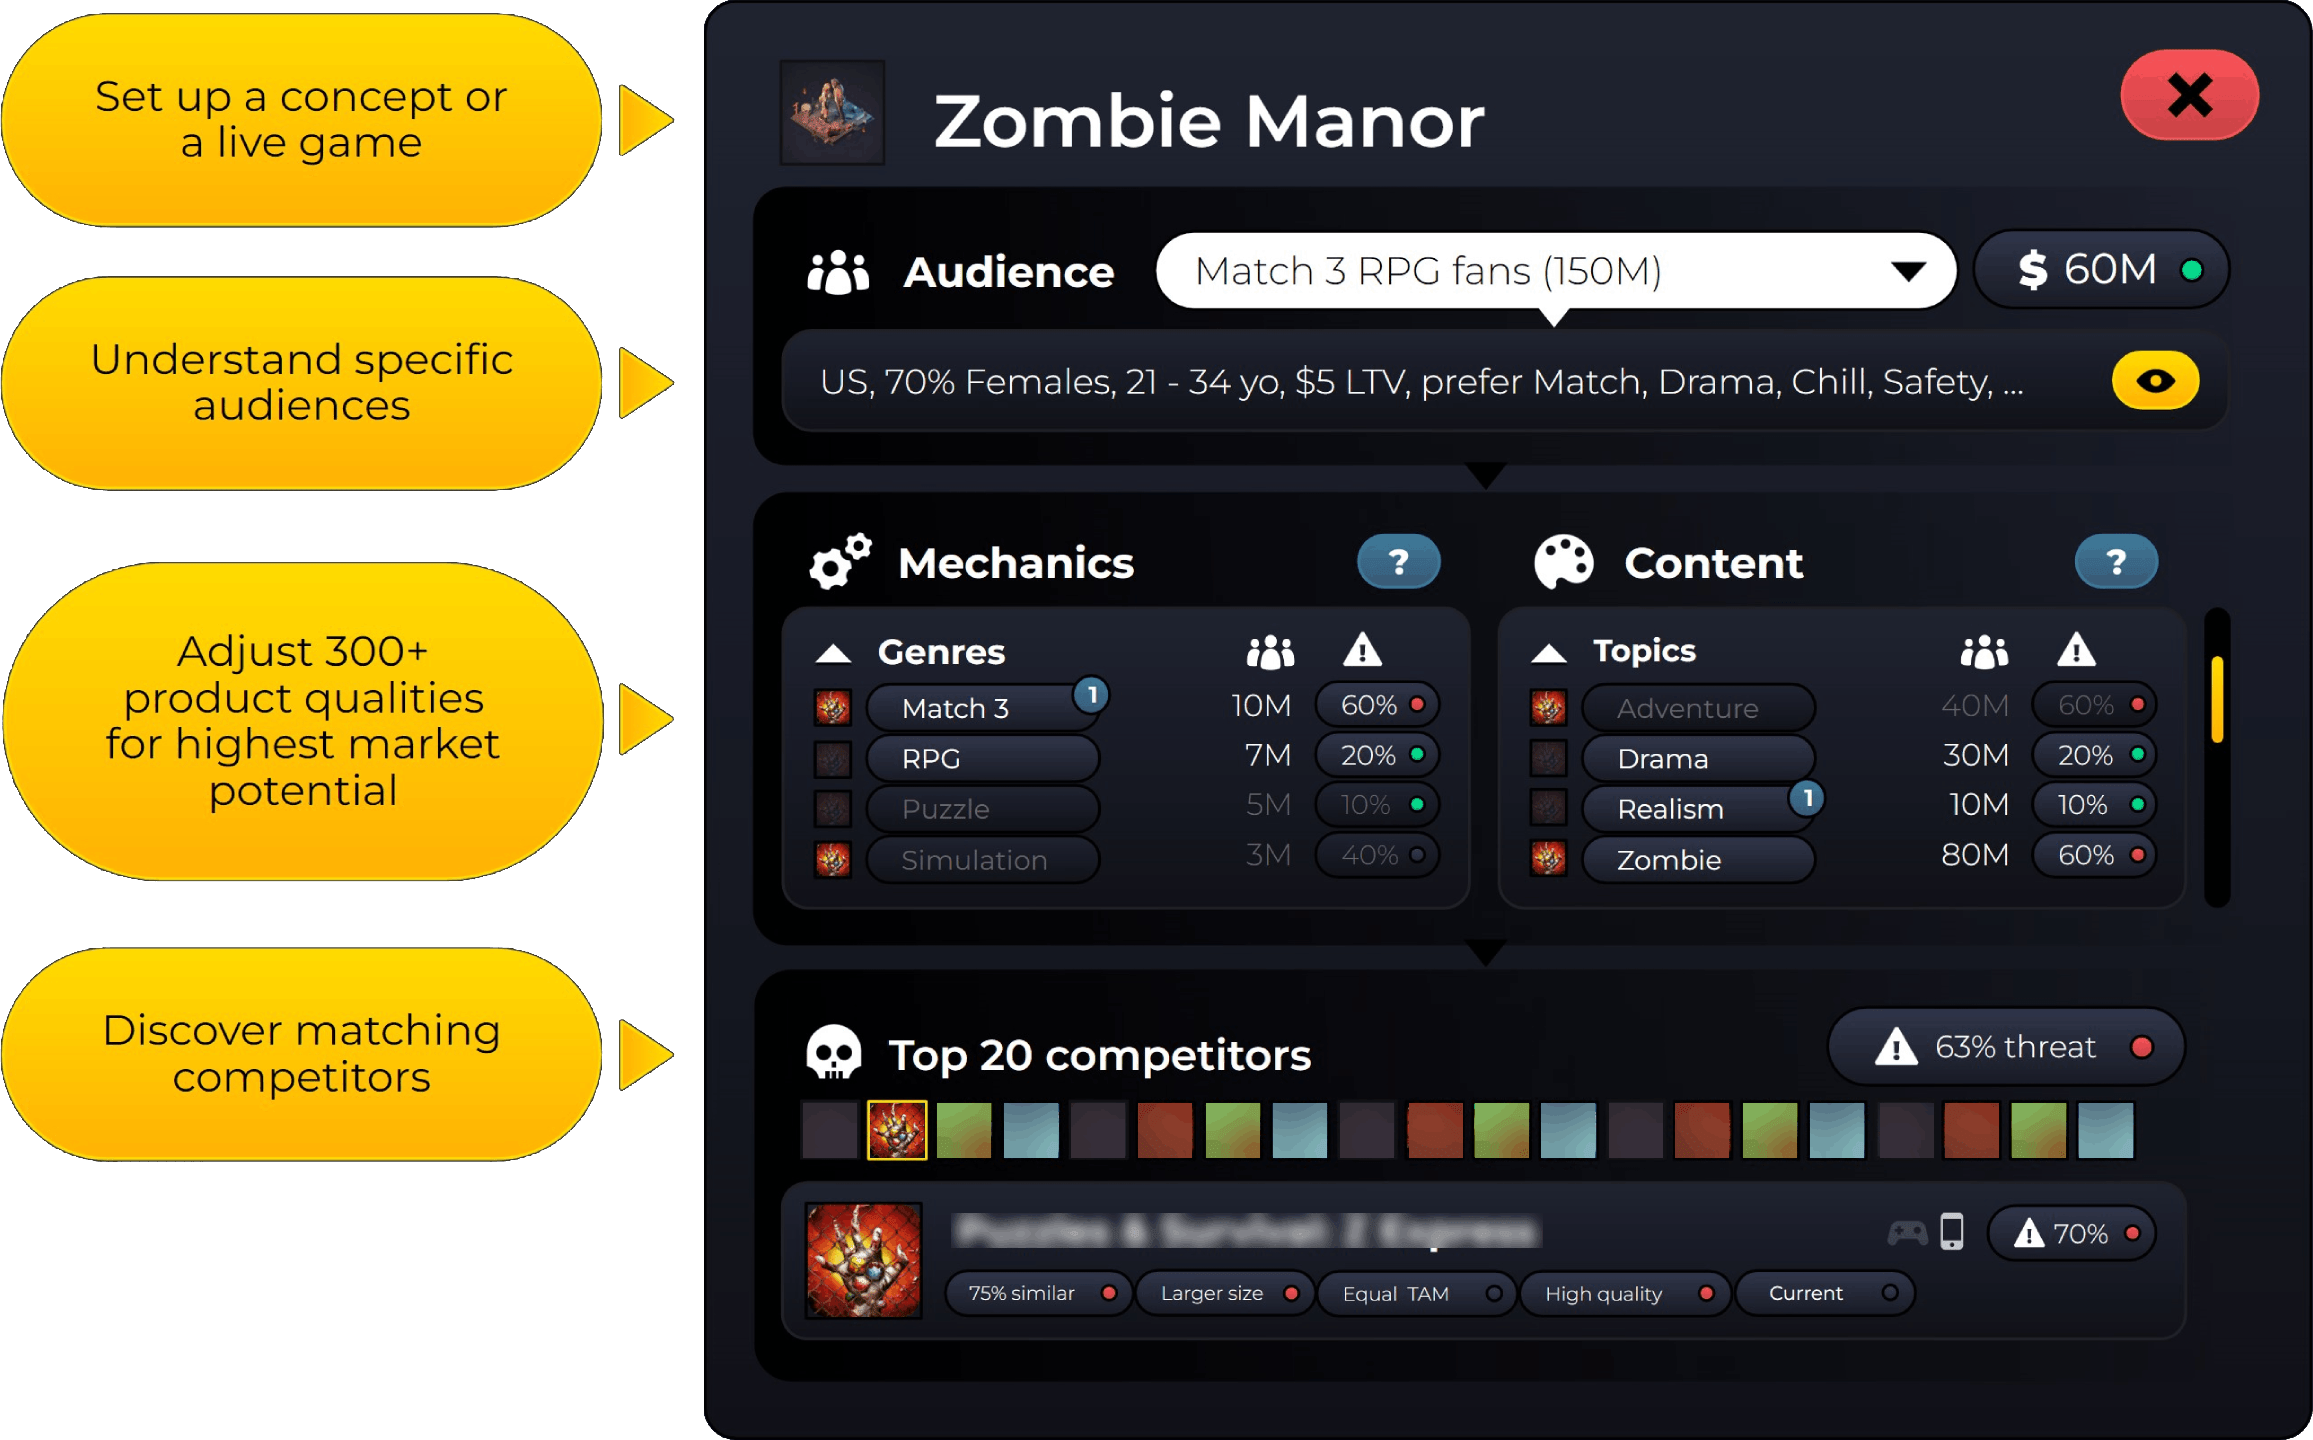 Set up a concept or
a live game
Understand specific
audiences
Adjust 300+
product qualities
for highest market
potential
Discover matching
competitors
Zombie Manor
Audience
Match 3 RPG fans (150M)
$ 60M
US, 70% Females, 21 - 34 yo, $5 LTV, prefer Match, Drama, Chill, Safety, ...
Mechanics ?
Genres
Match 3 1 10M 60%
RPG 7M 20%
Puzzle 5M 10%
Simulation 3M 40%
Content ?
Topics
Adventure 40M 60%
Drama 30M 20%
Realism 1 10M 10%
Zombie 80M 60%
Top 20 competitors
63% threat
Puzzles & Survival: Z Express
70%
75% similar Larger size Equal TAM High quality Current